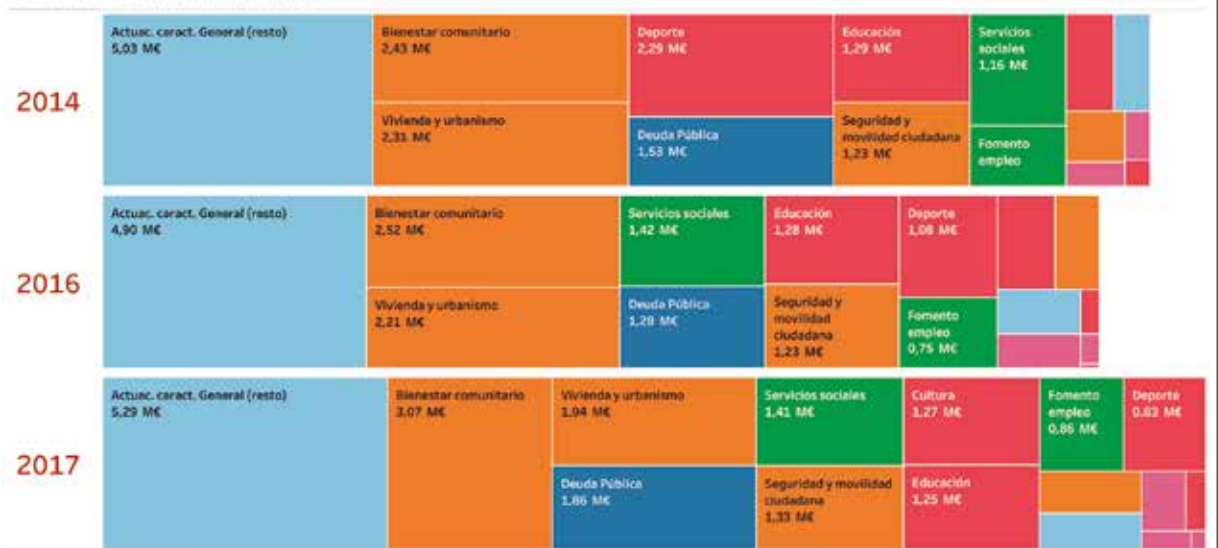 2014
Actuac. caract. General (resto)
5,03 M€
Bienestar comunitario
2,43 M€
Vivienda y urbanismo
2,31 M€
Deporte
2,29 M€
Deuda Pública
1,53 M€
Educación
1,29 M€
Seguridad y
movilidad ciudadana
1,23 M€
Servicios
sociales
1,16 M€
Fomento
empleo
2016
Actuac. caract. General (resto)
4,90 M€
Bienestar comunitario
2,52 M€
Vivienda y urbanismo
2,21 M€
Servicios sociales
1,42 M€
Deuda Pública
1,28 M€
Educación
1,28 M€
Seguridad y
movilidad
ciudadana
1,23 M€
Deporte
1,08 M€
Fomento
empleo
0,75 M€
2017
Actuac. caract. General (resto)
5,29 M€
Bienestar comunitario
3,07 M€
Vivienda y urbanismo
1,94 M€
Deuda Pública
1,86 M€
Servicios sociales
1,41 M€
Seguridad y movilidad
ciudadana
1,33 M€
Cultura
1,27 M€
Educación
1,25 M€
Fomento
empleo
0,86 M€
Deporte
0.83 M€